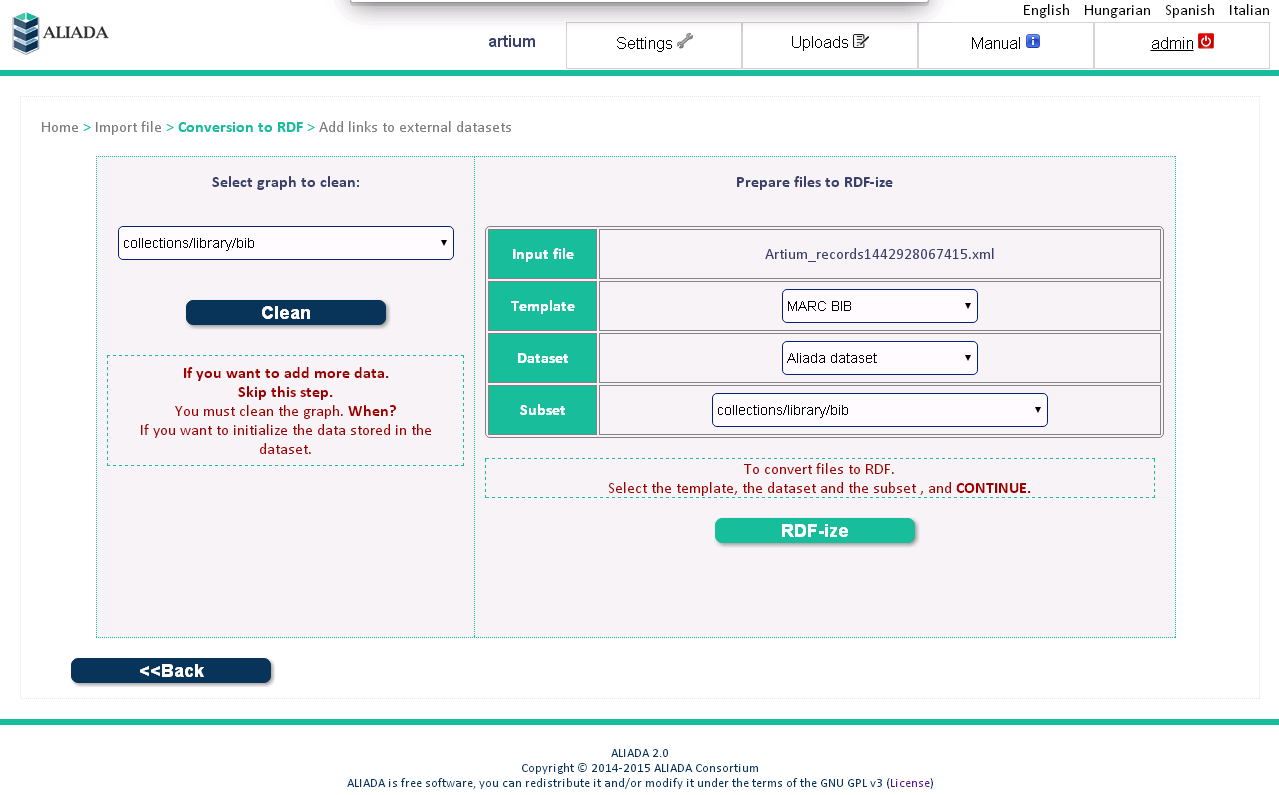 English Hungarian Spanish Italian
ALIADA
artium Settings Uploads Manual admin
Home > Import file > Conversion to RDF > Add links to external datasets
Select graph to clean:
collections/library/bib
Clean
If you want to add more data.
Skip this step.
You must clean the graph. When?
If you want to initialize the data stored in the
dataset.
Prepare files to RDF-ize
Input file Artium_records1442928067415.xml
Template MARC BIB
Dataset Aliada dataset
Subset collections/library/bib
To convert files to RDF.
Select the template, the dataset and the subset , and CONTINUE.
RDF-ize
<<Back
ALIADA 2.0
Copyright © 2014-2015 ALIADA Consortium
ALIADA is free software, you can redistribute it and/or modify it under the terms of the GNU GPL v3 (License)